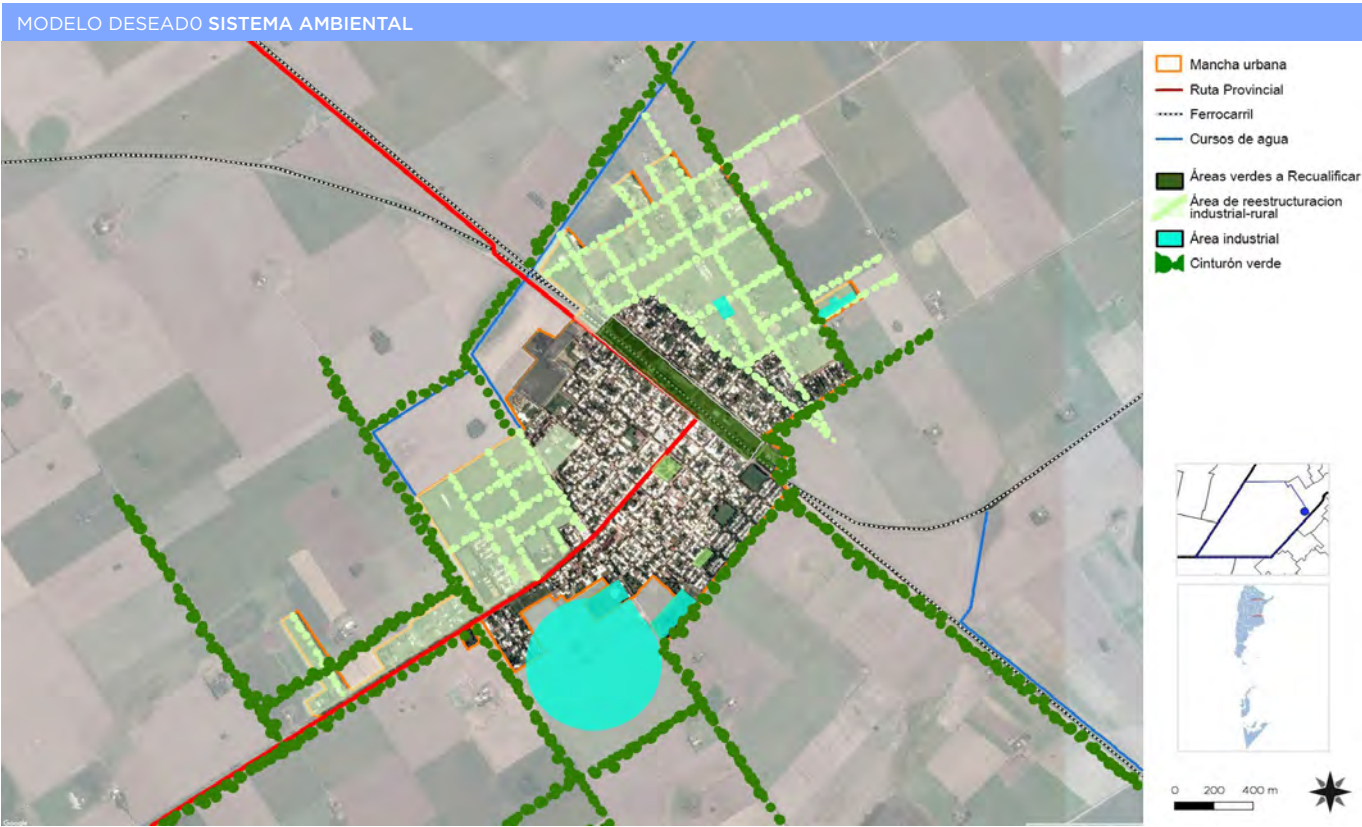 MODELO DESEADO SISTEMA AMBIENTAL
Mancha urbana
Ruta Provincial
Ferrocarril
Cursos de agua
Áreas verdes a Recualificar
Área de reestructuracion
industrial-rural
Área industrial
Cinturón verde
0 200 400 m
Google